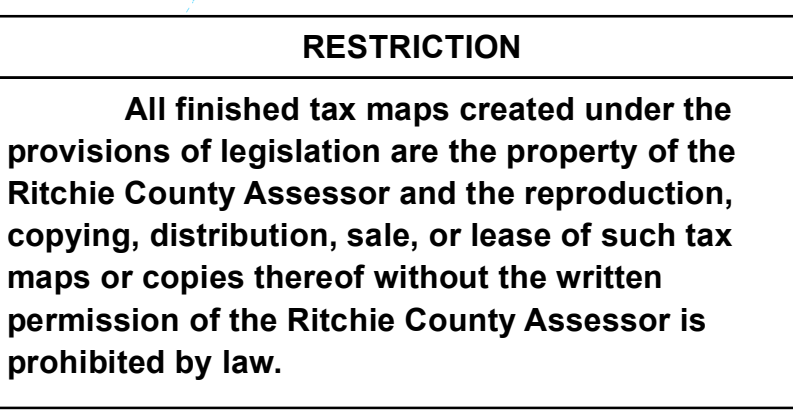 RESTRICTION
All finished tax maps created under the
provisions of legislation are the property of the
Ritchie County Assessor and the reproduction,
copying, distribution, sale, or lease of such tax
maps or copies thereof without the written
permission of the Ritchie County Assessor is
prohibited by law.